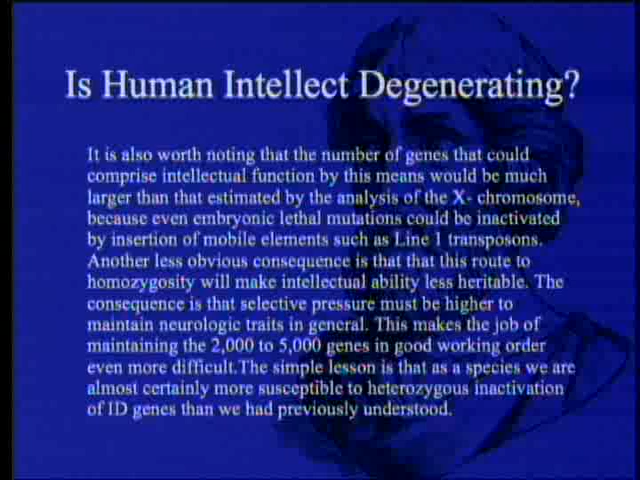 Is Human Intellect Degenerating?
It is also worth noting that the number of genes that could
comprise intellectual function by this means would be much
larger than that estimated by the analysis of the X- chromosome,
because even embryonic lethal mutations could be inactivated
by insertion of mobile elements such as Line 1 transposons.
Another less obvious consequence is that that this route to
homozygosity will make intellectual ability less heritable. The
consequence is that selective pressure must be higher to
maintain neurologic traits in general. This makes the job of
maintaining the 2,000 to 5,000 genes in good working order
even more difficult.The simple lesson is that as a species we are
almost certainly more susceptible to heterozygous inactivation
of ID genes than we had previously understood.